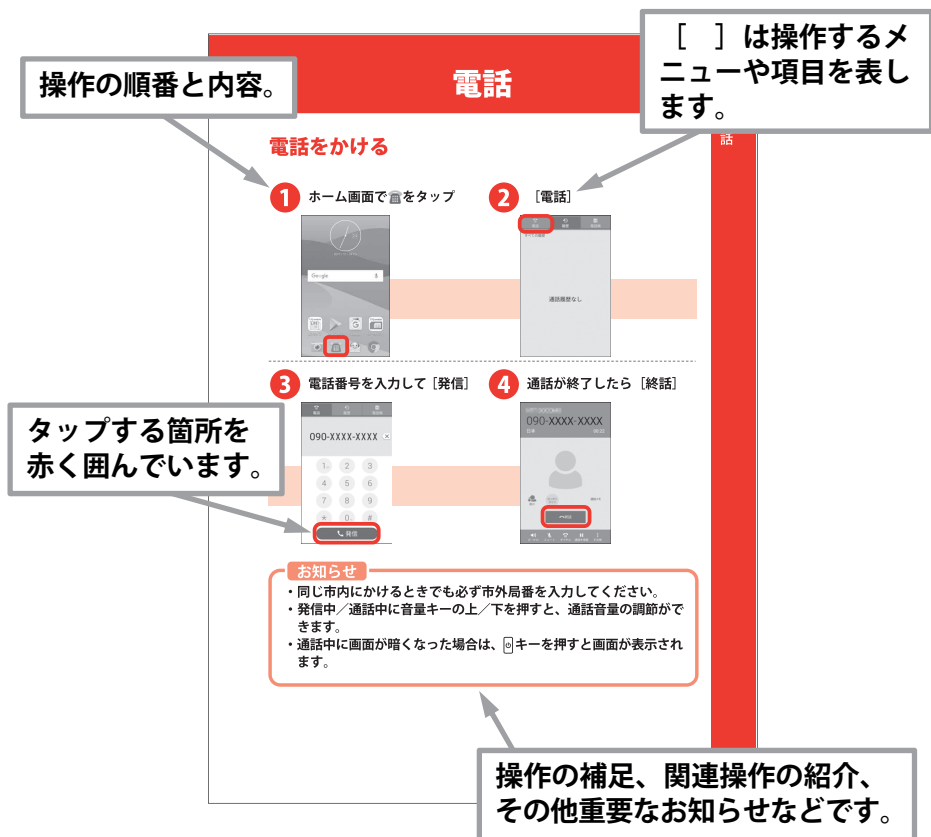 操作の順番と内容。
［　］は操作するメ
ニューや項目を表し
ます。
電話
話
電話をかける
1 ホーム画面でをタップ
2 ［電話］
Google
電話
通話履歴なし
3 電話番号を入力して［発信］
4 通話が終了したら［終話］
090-XXXX-XXXX
1 2 3
4 5 6
7 8 9
* 0 #
発信
090-XXXX-XXXX
タップする箇所を
赤く囲んでいます。
お知らせ
・同じ市内にかけるときでも必ず市外局番を入力してください。
・発信中／通話中に音量キーの上／下を押すと、通話音量の調節がで
きます。
・通話中に画面が暗くなった場合は、キーを押すと画面が表示され
ます。
操作の補足、関連操作の紹介、
その他重要なお知らせなどです。